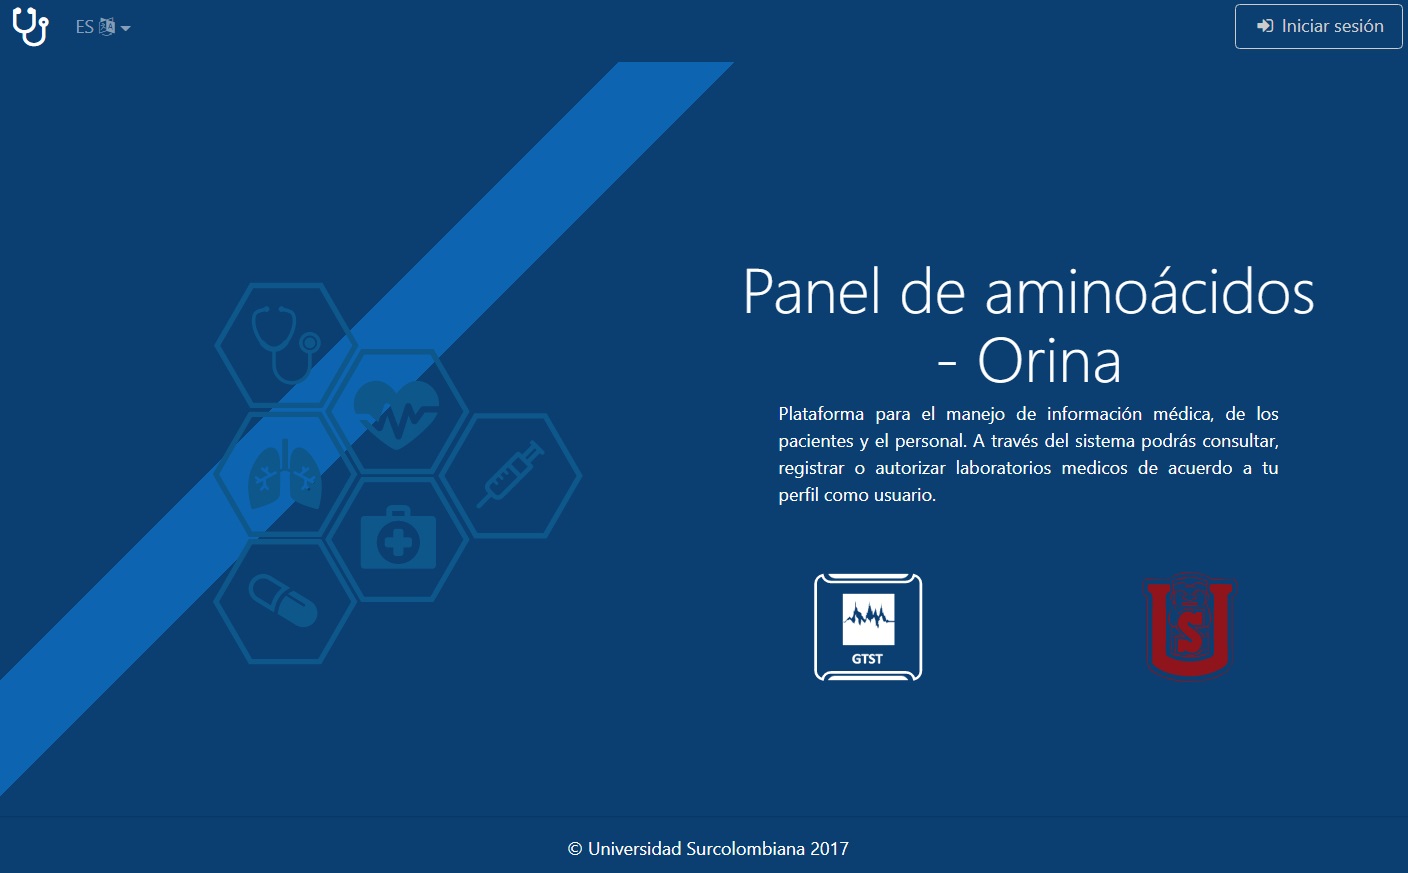 ES
Iniciar sesión
Panel de aminoácidos
- Orina
Plataforma para el manejo de información médica, de los
pacientes y el personal. A través del sistema podrás consultar,
registrar o autorizar laboratorios medicos de acuerdo a tu
perfil como usuario.
GTST
US
© Universidad Surcolombiana 2017